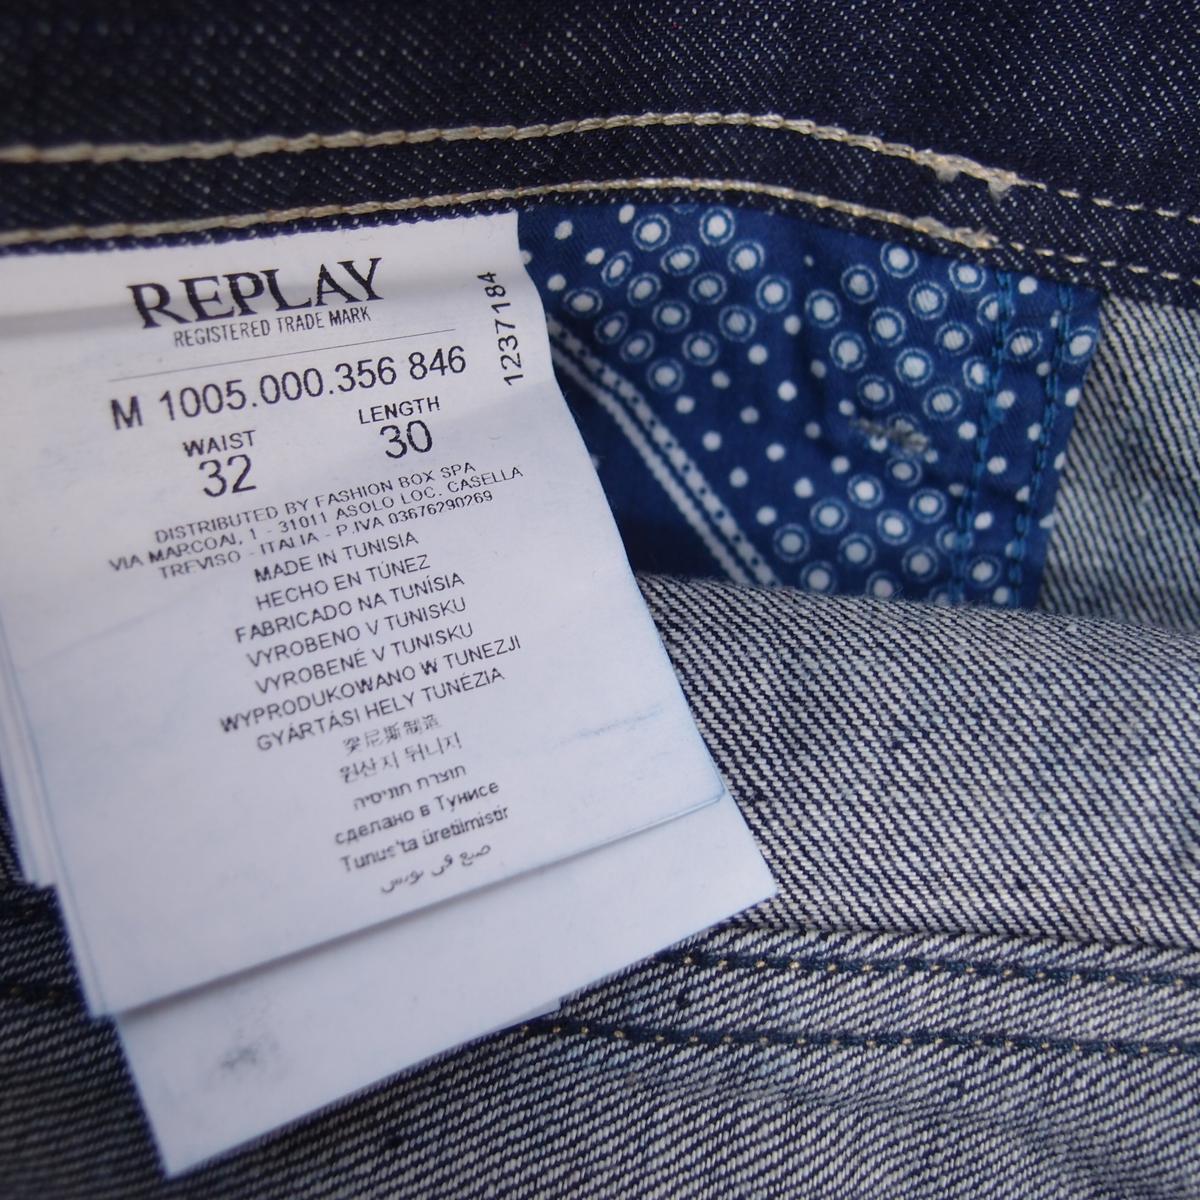 REPLAY
REGISTERED TRADE MARK
1237184
M 1005.000.356 846
WAIST LENGTH
32 30
DISTRIBUTED BY FASHION BOX SPA
VIA MARCOAI, 1 - 31011 ASOLO LOC. CASELLA
TREVISO - ITALIA - P.IVA 03676290269
MADE IN TUNISIA
HECHO EN TÚNEZ
FABRICADO NA TUNÍSIA
VYROBENO V TUNISKU
VYROBENÉ V TUNISKU
WYPRODUKOWANO W TUNEZJI
GYÁRTÁSI HELY TUNÉZIA
突尼斯制造
원산지 튀니지
תוצרת תוניסיה
сделано в Тунисе
Tunus'ta üretilmistir
صنع في تونس